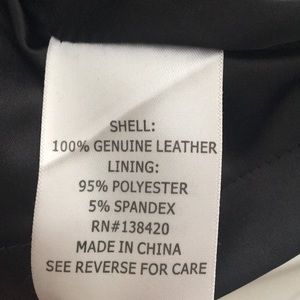 SHELL:
100% GENUINE LEATHER
LINING:
95% POLYESTER
5% SPANDEX
RN#138420
MADE IN CHINA
SEE REVERSE FOR CARE